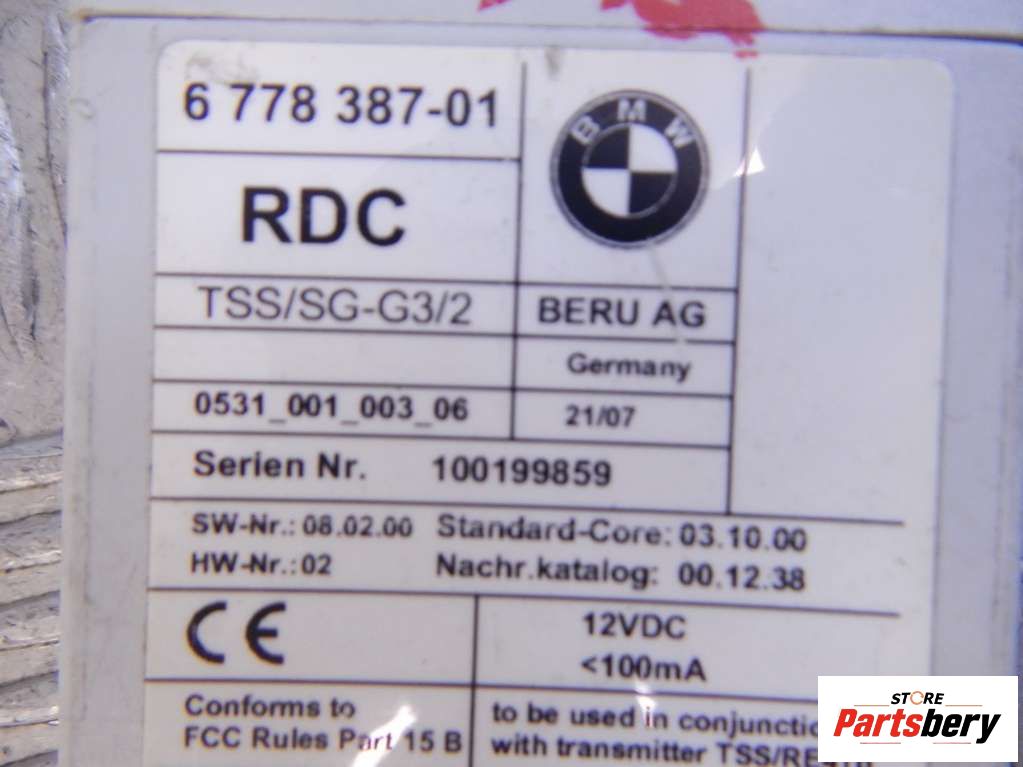 6 778 387-01
BMW
RDC
TSS/SG-G3/2
BERU AG
Germany
0531_001_003_06
21/07
Serien Nr. 100199859
SW-Nr.: 08.02.00 Standard-Core: 03.10.00
HW-Nr.: 02 Nachr.katalog: 00.12.38
CE
12VDC
<100mA
Conforms to
FCC Rules Part 15 B
to be used in conjunction
with transmitter
STORE
Partsbery